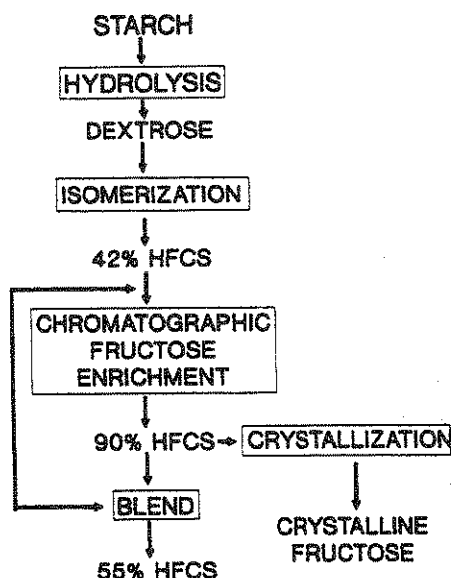 STARCH
HYDROLYSIS
DEXTROSE
ISOMERIZATION
42% HFCS
CHROMATOGRAPHIC
FRUCTOSE
ENRICHMENT
90% HFCS
CRYSTALLIZATION
BLEND
CRYSTALLINE
FRUCTOSE
55% HFCS